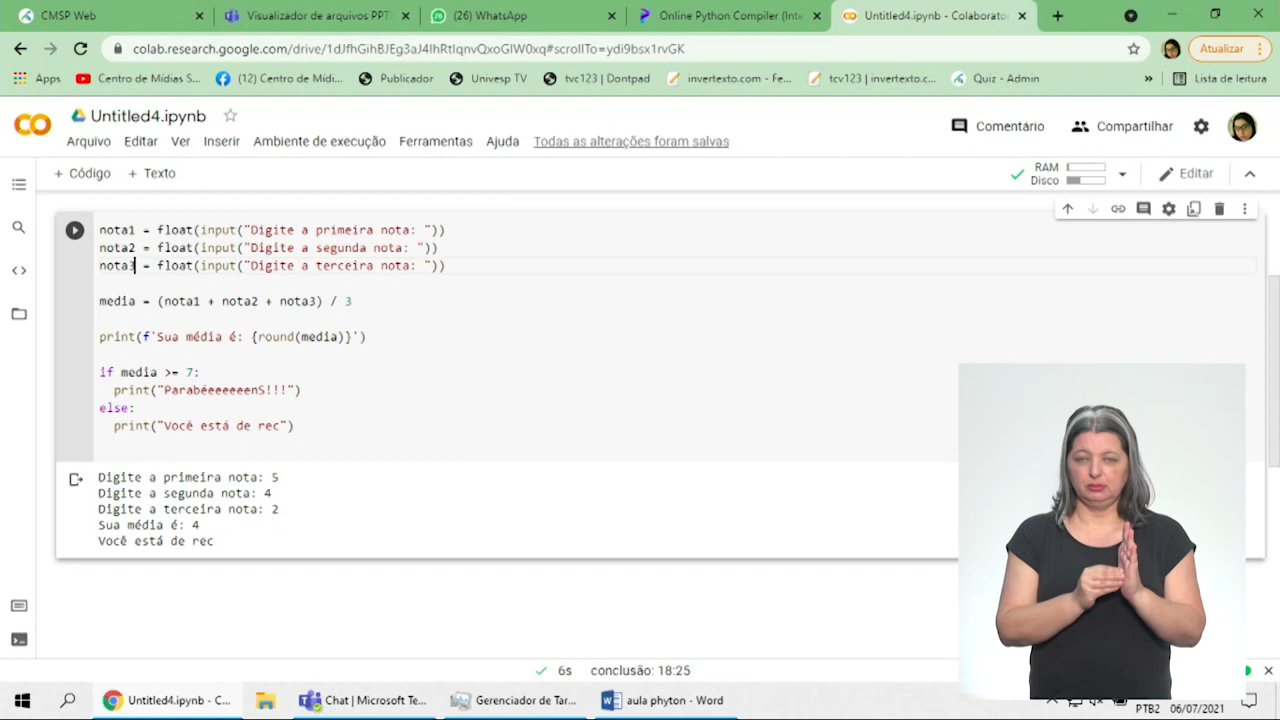 CMSP Web
Visualizador de arquivos PPT
(26) WhatsApp
Online Python Compiler (Inte
Untitled4.ipynb - Colaborato
colab.research.google.com/drive/1dJfhGihBJEg3aJ4lhRtIqnvQxoGlW0xq#scrollTo=ydi9bsx1rvGK
Atualizar
Apps
Centro de Mídias S...
(12) Centro de Mídi...
Publicador
Univesp TV
tvc123 | Dontpad
invertexto.com - Fe...
tcv123 | invertexto.c...
Quiz - Admin
»
Lista de leitura
Untitled4.ipynb
Comentário
Compartilhar
Arquivo Editar Ver Inserir Ambiente de execução Ferramentas Ajuda Todas as alterações foram salvas
+ Código + Texto
RAM
Disco
Editar
nota1 = float(input("Digite a primeira nota: "))
nota2 = float(input("Digite a segunda nota: "))
nota3 = float(input("Digite a terceira nota: "))
media = (nota1 + nota2 + nota3) / 3
print(f'Sua média é: {round(media)}')
if media >= 7:
print("ParabéeeeeeenS!!!")
else:
print("Você está de rec")
Digite a primeira nota: 5
Digite a segunda nota: 4
Digite a terceira nota: 2
Sua média é: 4
Você está de rec
6s conclusão: 18:25
Untitled4.ipynb - C...
Chat | Microsoft Te...
Gerenciador de Tar...
aula phyton - Word
PTB2 06/07/2021